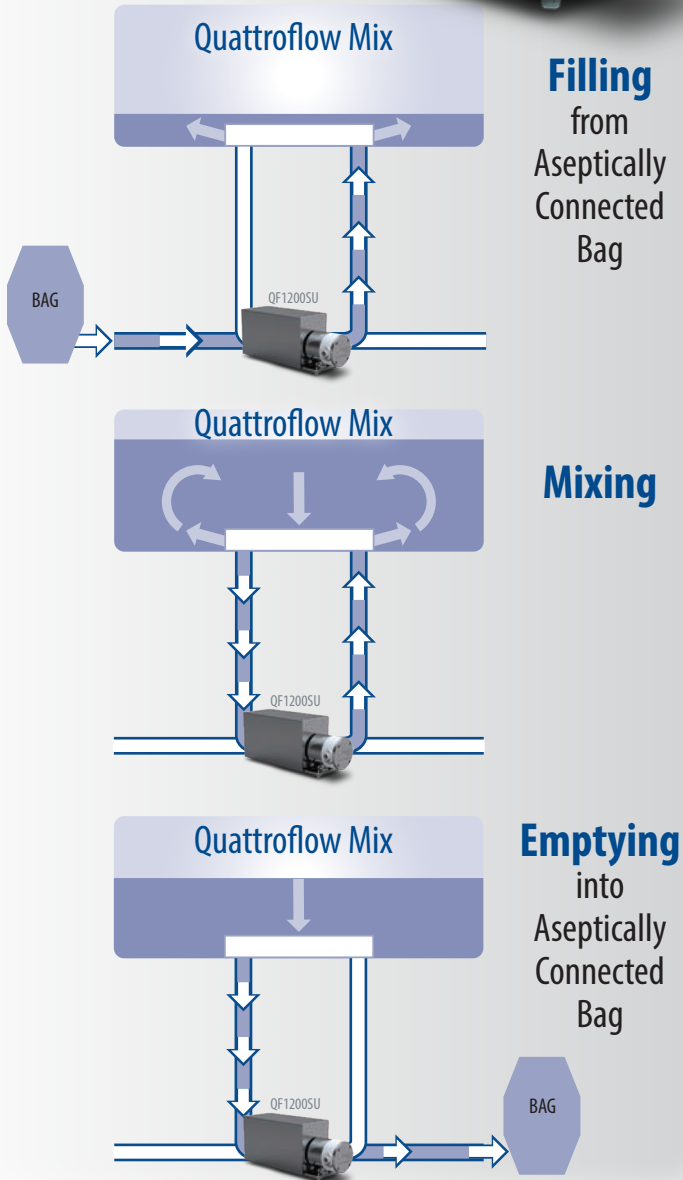 Quattroflow Mix
Filling
from
Aseptically
Connected
Bag
BAG
QF1200SU
Quattroflow Mix
Mixing
QF1200SU
Quattroflow Mix
Emptying
into
Aseptically
Connected
Bag
QF1200SU
BAG